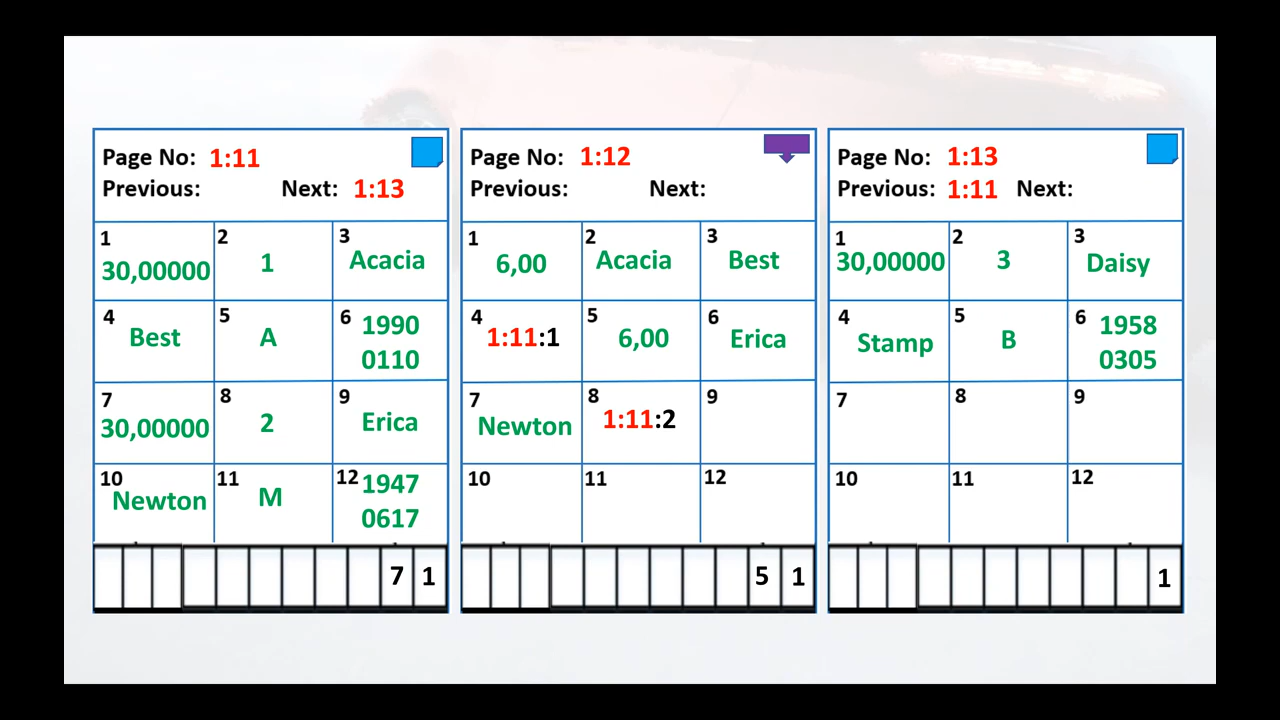 Page No: 1:11
Previous: Next: 1:13
1 30,00000
2 1
3 Acacia
4 Best
5 A
6 1990
0110
7 30,00000
8 2
9 Erica
10 Newton
11 M
12 1947
0617
7 1
Page No: 1:12
Previous: Next:
1 6,00
2 Acacia
3 Best
4 1:11:1
5 6,00
6 Erica
7 Newton
8 1:11:2
9
10
11
12
5 1
Page No: 1:13
Previous: 1:11 Next:
1 30,00000
2 3
3 Daisy
4 Stamp
5 B
6 1958
0305
7
8
9
10
11
12
1